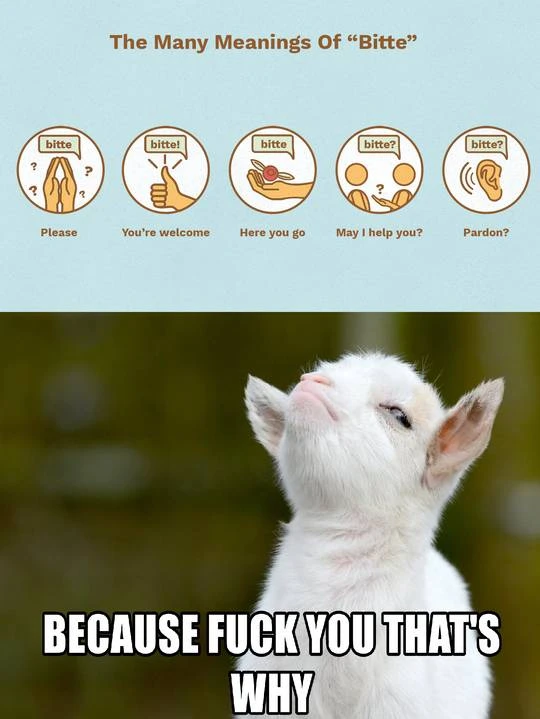 The Many Meanings Of “Bitte”
bitte
bitte!
bitte
bitte?
bitte?
?
?
?
?
?
Please
You're welcome
Here you go
May I help you?
Pardon?
BECAUSE FUCK YOU THAT'S
WHY